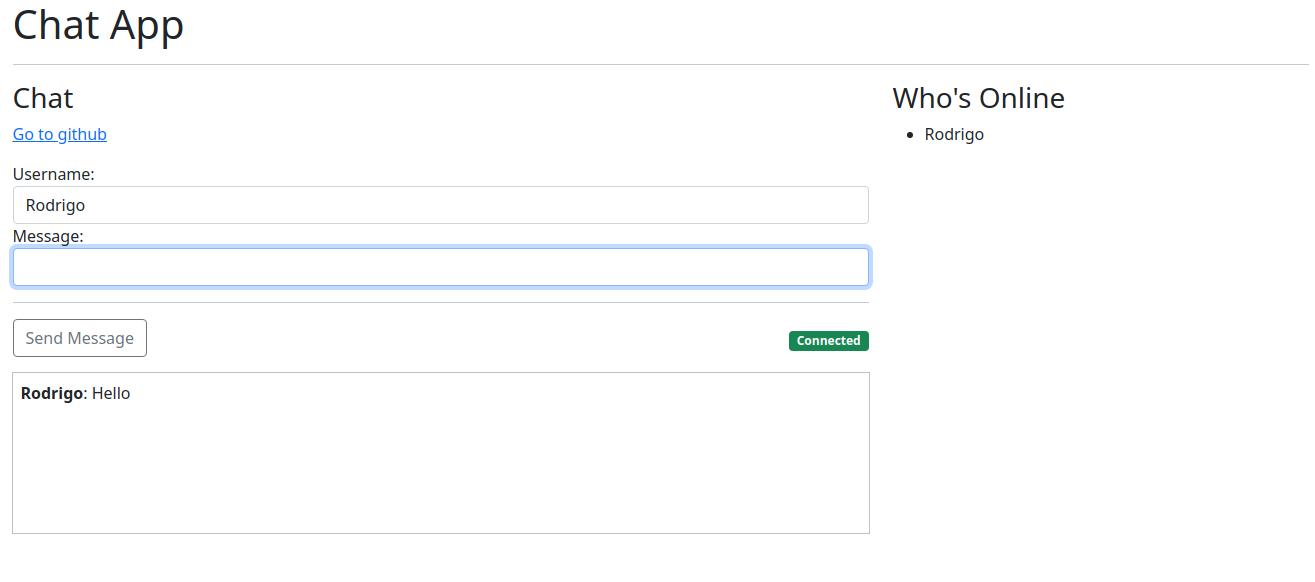 Chat App
Chat
Go to github
Username:
Rodrigo
Message:
Send Message
Connected
Rodrigo: Hello
Who's Online
Rodrigo